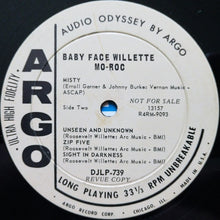 AUDIO ODYSSEY BY ARGO
ARGO
ULTRA HIGH FIDELITY
BABY FACE WILLETTE
MO-ROC
MISTY
(Erroll Garner & Johnny Burke: Vernon Music -
ASCAP)
Side Two
NOT FOR SALE
13157
R4RM-9093
UNSEEN AND UNKNOWN
(Roosevelt Willette: Arc Music - BMI)
ZIP FIVE
(Roosevelt Willette: Arc Music - BMI)
SIGHT IN DARKNESS
(Roosevelt Willette: Arc Music - BMI)
DJLP-739
REVUE COPY
LONG PLAYING 33⅓ RPM UNBREAKABLE
ARGO RECORD CORP. CHICAGO, ILL.